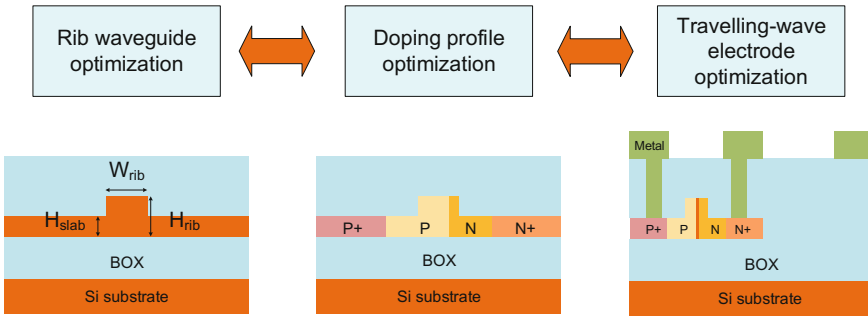 Rib waveguide
optimization
Doping profile
optimization
Travelling-wave
electrode
optimization
Wrib
Hslab
Hrib
BOX
Si substrate
P+
P
N
N+
BOX
Si substrate
Metal
P+
P
N
N+
BOX
Si substrate